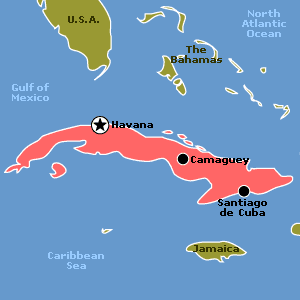 U.S.A.
North
Atlantic
Ocean
The
Bahamas
Gulf of
Mexico
Havana
Camaguey
Santiago
de Cuba
Jamaica
Caribbean
Sea